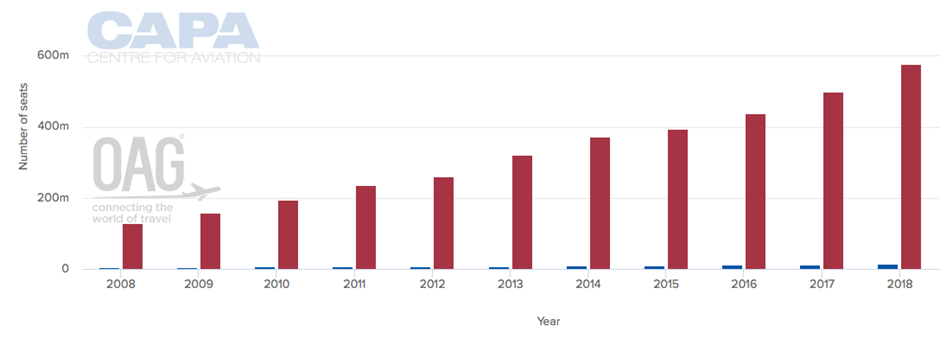 CAPA
CENTRE FOR AVIATION
600m
Number of seats
400m
OAG®
connecting the
world of travel
200m
0
2008 2009 2010 2011 2012 2013 2014 2015 2016 2017 2018
Year